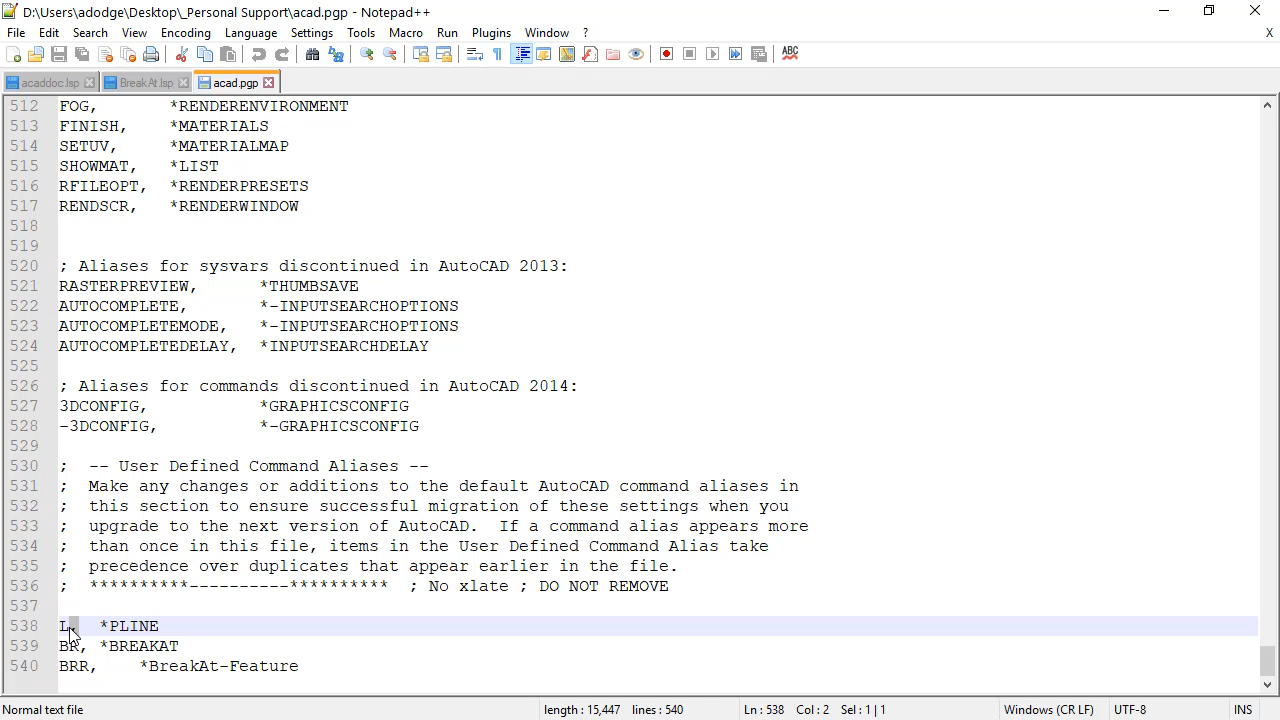 D:\Users\adodge\Desktop\_Personal Support\acad.pgp - Notepad++
File Edit Search View Encoding Language Settings Tools Macro Run Plugins Window ? X
ABC
acaddoc.lsp BreakAt.lsp acad.pgp
512 FOG, *RENDERENVIRONMENT
513 FINISH, *MATERIALS
514 SETUV, *MATERIALMAP
515 SHOWMAT, *LIST
516 RFILEOPT, *RENDERPRESETS
517 RENDSCR, *RENDERWINDOW
518
519
520 ; Aliases for sysvars discontinued in AutoCAD 2013:
521 RASTERPREVIEW, *THUMBSAVE
522 AUTOCOMPLETE, *-INPUTSEARCHOPTIONS
523 AUTOCOMPLETEMODE, *-INPUTSEARCHOPTIONS
524 AUTOCOMPLETEDELAY, *INPUTSEARCHDELAY
525
526 ; Aliases for commands discontinued in AutoCAD 2014:
527 3DCONFIG, *GRAPHICSCONFIG
528 -3DCONFIG, *-GRAPHICSCONFIG
529
530 ; -- User Defined Command Aliases --
531 ; Make any changes or additions to the default AutoCAD command aliases in
532 ; this section to ensure successful migration of these settings when you
533 ; upgrade to the next version of AutoCAD. If a command alias appears more
534 ; than once in this file, items in the User Defined Command Alias take
535 ; precedence over duplicates that appear earlier in the file.
536 ; **********----------********** ; No xlate ; DO NOT REMOVE
537
538 L, *PLINE
539 BR, *BREAKAT
540 BRR, *BreakAt-Feature
Normal text file length : 15,447 lines : 540 Ln : 538 Col : 2 Sel : 1 | 1 Windows (CR LF) UTF-8 INS